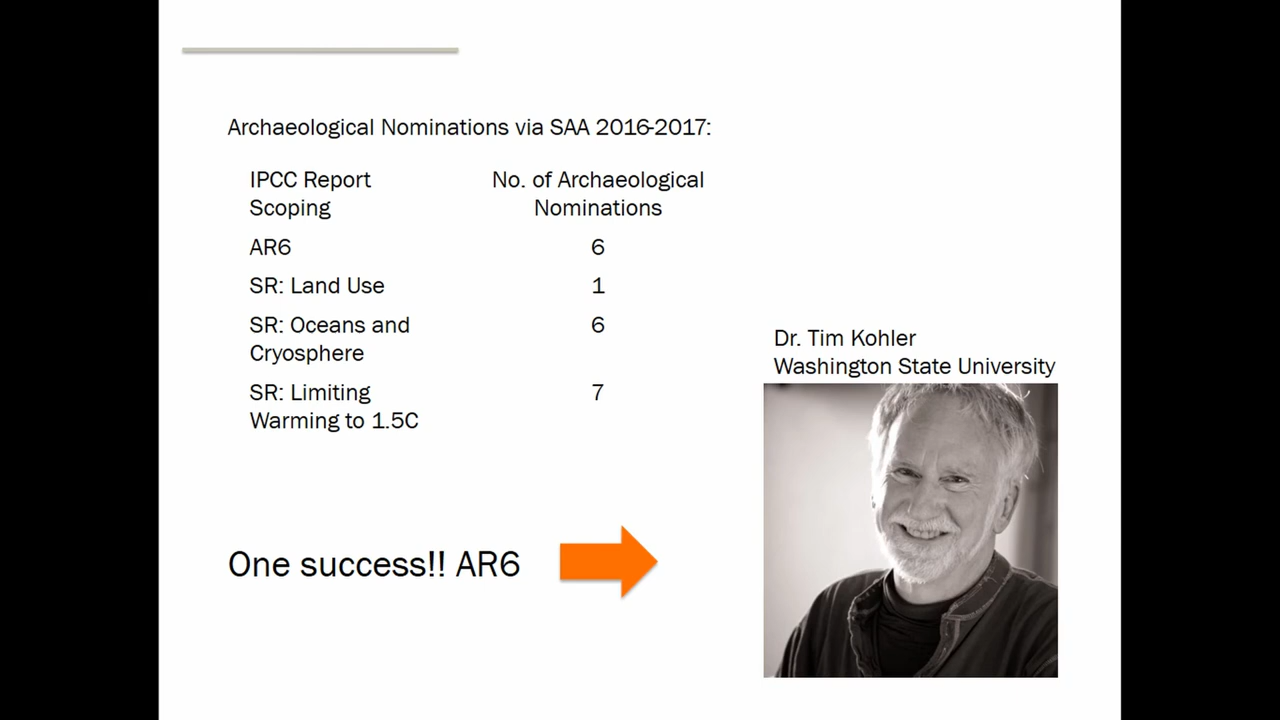 Archaeological Nominations via SAA 2016-2017:
IPCC Report No. of Archaeological
Scoping Nominations
AR6 6
SR: Land Use 1
SR: Oceans and 6
Cryosphere
SR: Limiting 7
Warming to 1.5C
Dr. Tim Kohler
Washington State University
One success!! AR6